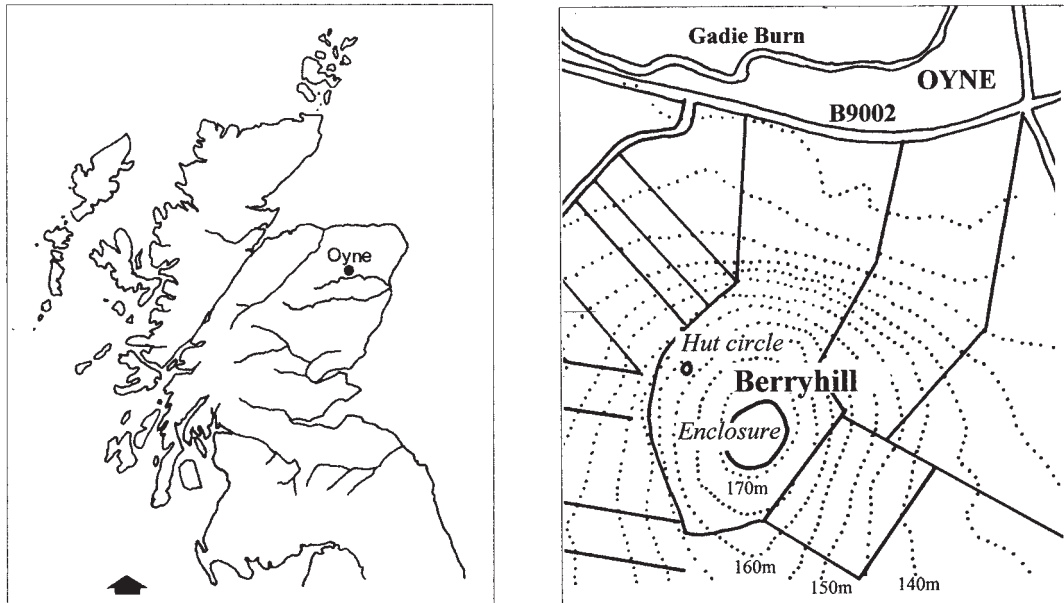 Oyne
Gadie Burn
OYNE
B9002
Hut circle
Berryhill
Enclosure
170m
160m
150m
140m